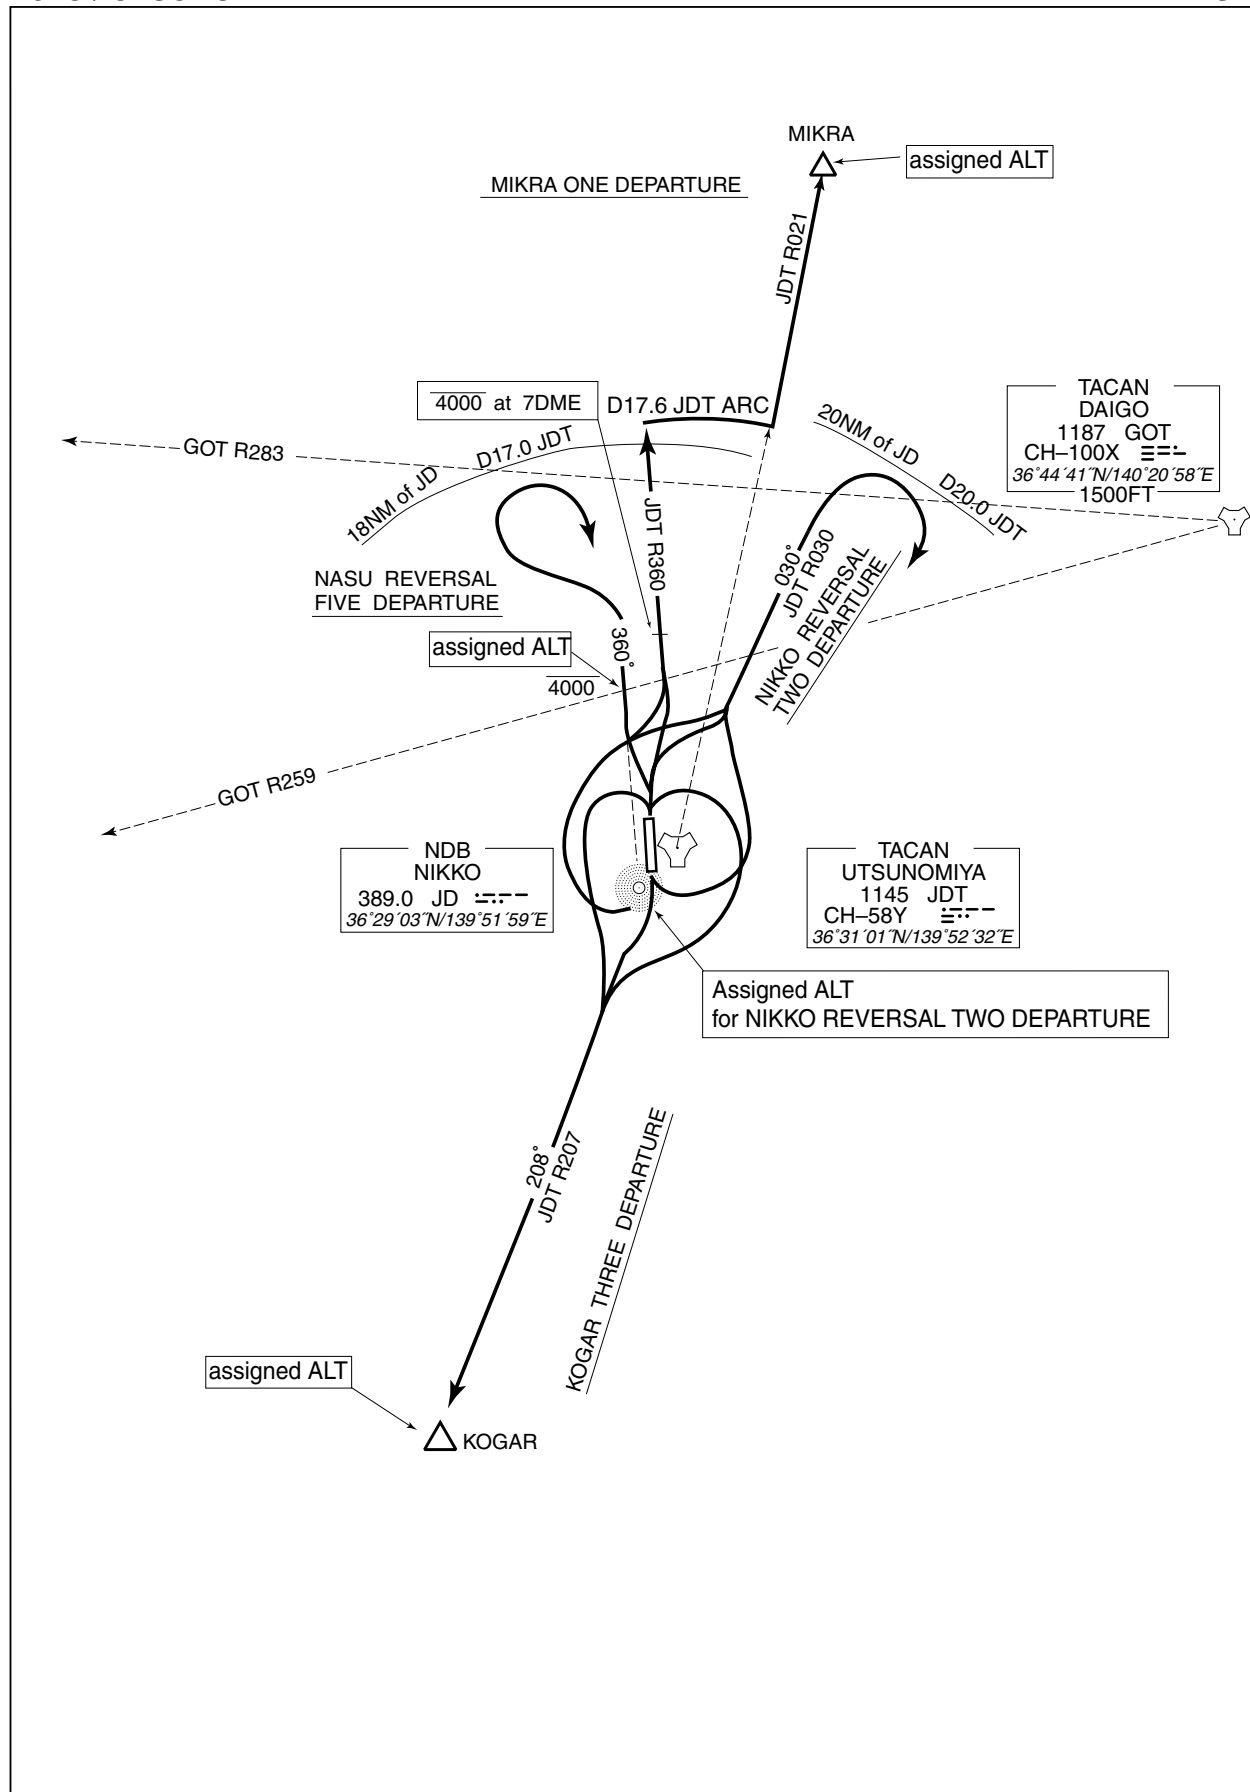 MIKRA
assigned ALT
MIKRA ONE DEPARTURE
JDT R021
4000 at 7DME
D17.6 JDT ARC
TACAN
DAIGO
1187 GOT
CH–100X
36°44´41˝N/140°20´58˝E
1500FT
GOT R283
18NM of JD
D17.0 JDT
20NM of JD
D20.0 JDT
JDT R360
030°
JDT R030
NIKKO REVERSAL
TWO DEPARTURE
NASU REVERSAL
FIVE DEPARTURE
360°
assigned ALT
4000
GOT R259
NDB
NIKKO
389.0 JD
36°29´03˝N/139°51´59˝E
TACAN
UTSUNOMIYA
1145 JDT
CH–58Y
36°31´01˝N/139°52´32˝E
Assigned ALT
for NIKKO REVERSAL TWO DEPARTURE
208°
JDT R207
KOGAR THREE DEPARTURE
assigned ALT
KOGAR